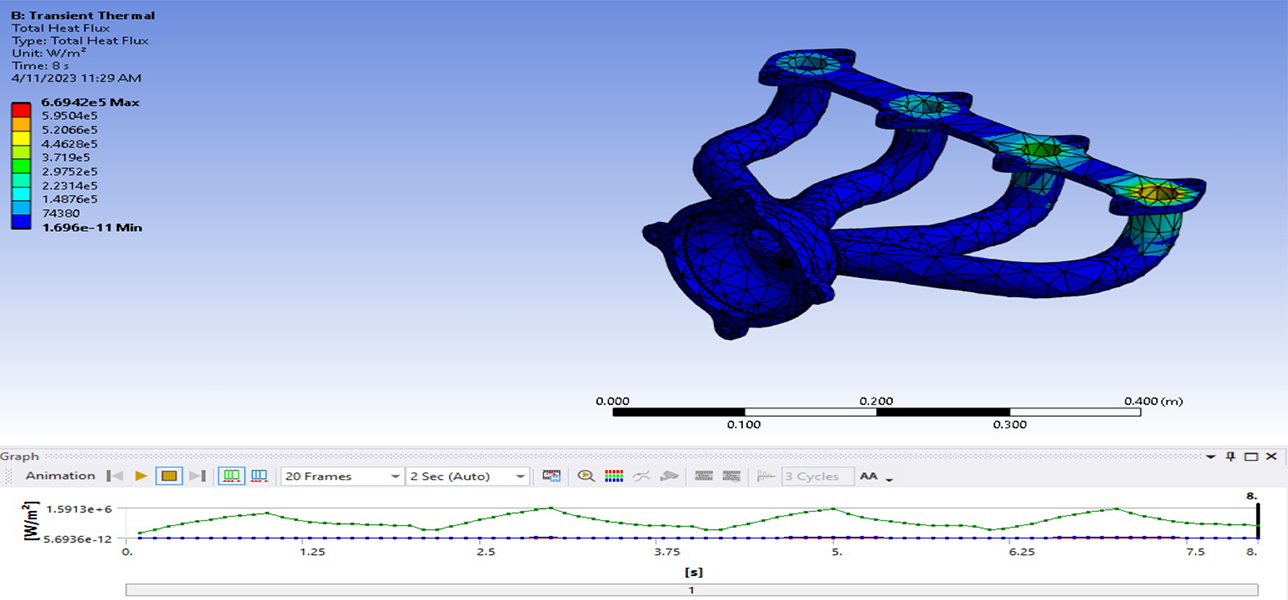 B: Transient Thermal
Total Heat Flux
Type: Total Heat Flux
Unit: W/m²
Time: 8 s
4/11/2023 11:29 AM
6.6942e5 Max
5.9504e5
5.2066e5
4.4628e5
3.719e5
2.9752e5
2.2314e5
1.4876e5
74380
1.696e-11 Min
0.000 0.200 0.400 (m)
0.100 0.300
Graph
Animation 20 Frames 2 Sec (Auto) 3 Cycles AA
8.
1.5913e+6
[W/m²]
5.6936e-12
0. 1.25 2.5 3.75 5. 6.25 7.5 8.
[s]
1